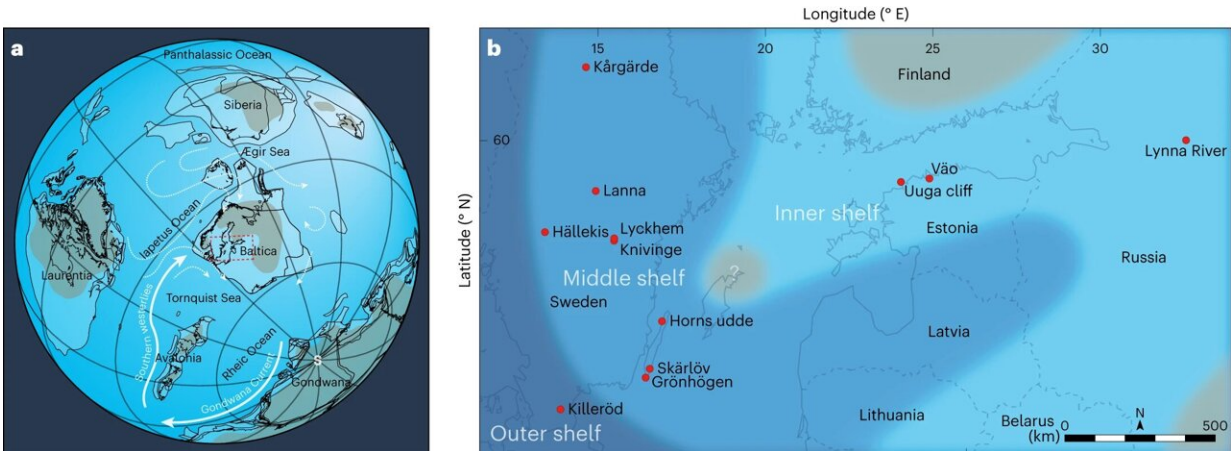 a
Panthalassic Ocean
Siberia
Ægir Sea
Iapetus Ocean
Baltica
Laurentia
Tornquist Sea
Southern westerlies
Avalonia
Rheic Ocean
S
Gondwana
Gondwana Current
Longitude (° E)
b
15
20
25
30
Kårgärde
Finland
60
Lynna River
Väo
Uuga cliff
Lanna
Inner shelf
Estonia
Hällekis
Lyckhem
Knivinge
Latitude (° N)
Russia
Middle shelf
?
Sweden
Horns udde
Latvia
Skärlöv
Grönhögen
Lithuania
Killeröd
Belarus
N
Outer shelf
(km)
0
500